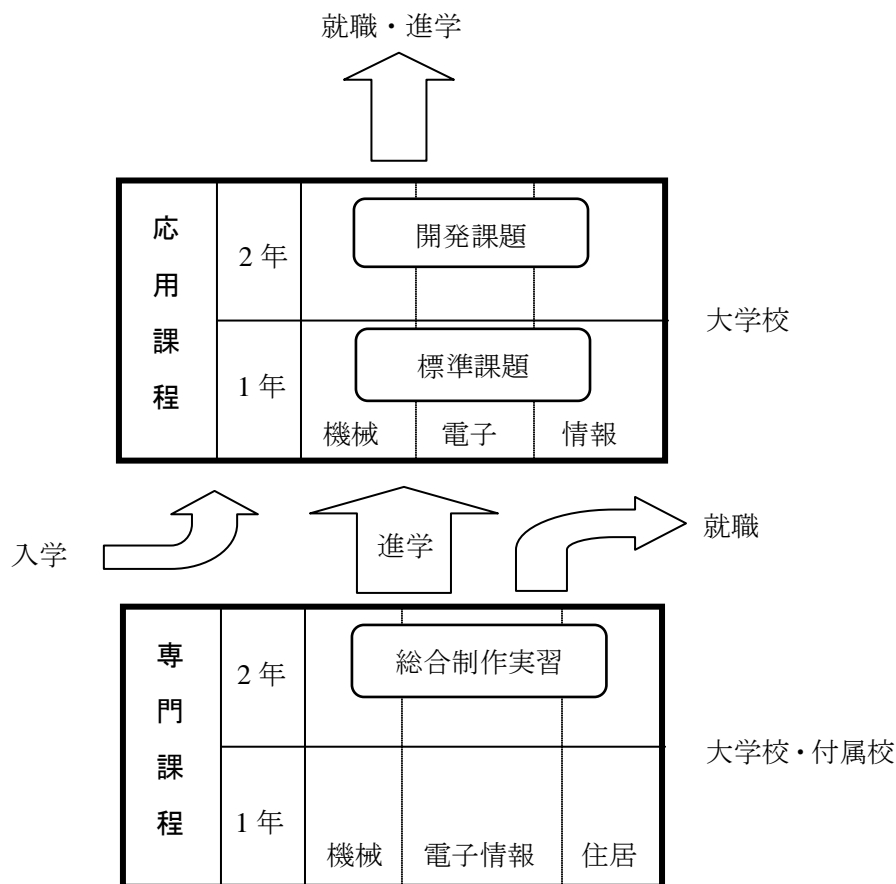 就職・進学
応用課程
2 年
開発課題
大学校
1 年
標準課題
機械 電子 情報
入学
進学
就職
専門課程
2 年
総合制作実習
大学校・付属校
1 年
機械 電子情報 住居